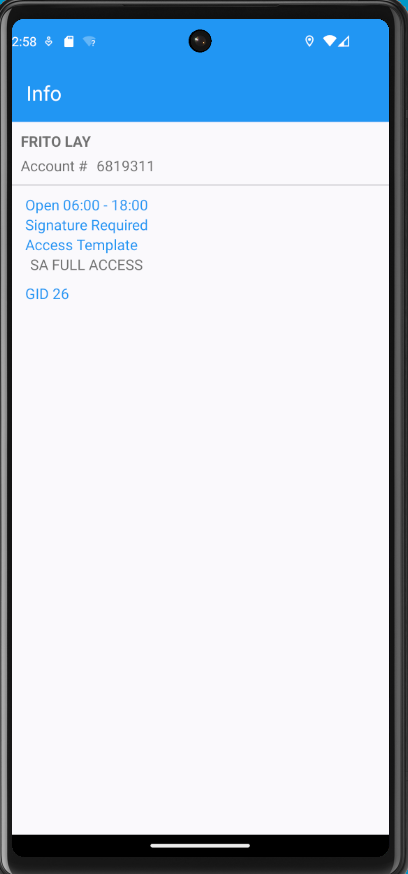 2:58
Info
FRITO LAY
Account # 6819311
Open 06:00 - 18:00
Signature Required
Access Template
SA FULL ACCESS
GID 26